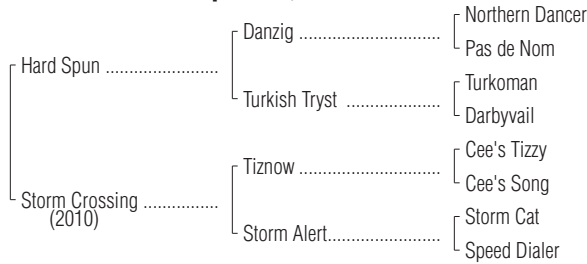 Northern Dancer
Danzig ........................
Pas de Nom
Hard Spun .......................
Turkoman
Turkish Tryst ....................
Darbyvail
Cee's Tizzy
Tiznow ........................
Cee's Song
Storm Crossing ...............
(2010)
Storm Cat
Storm Alert........................
Speed Dialer